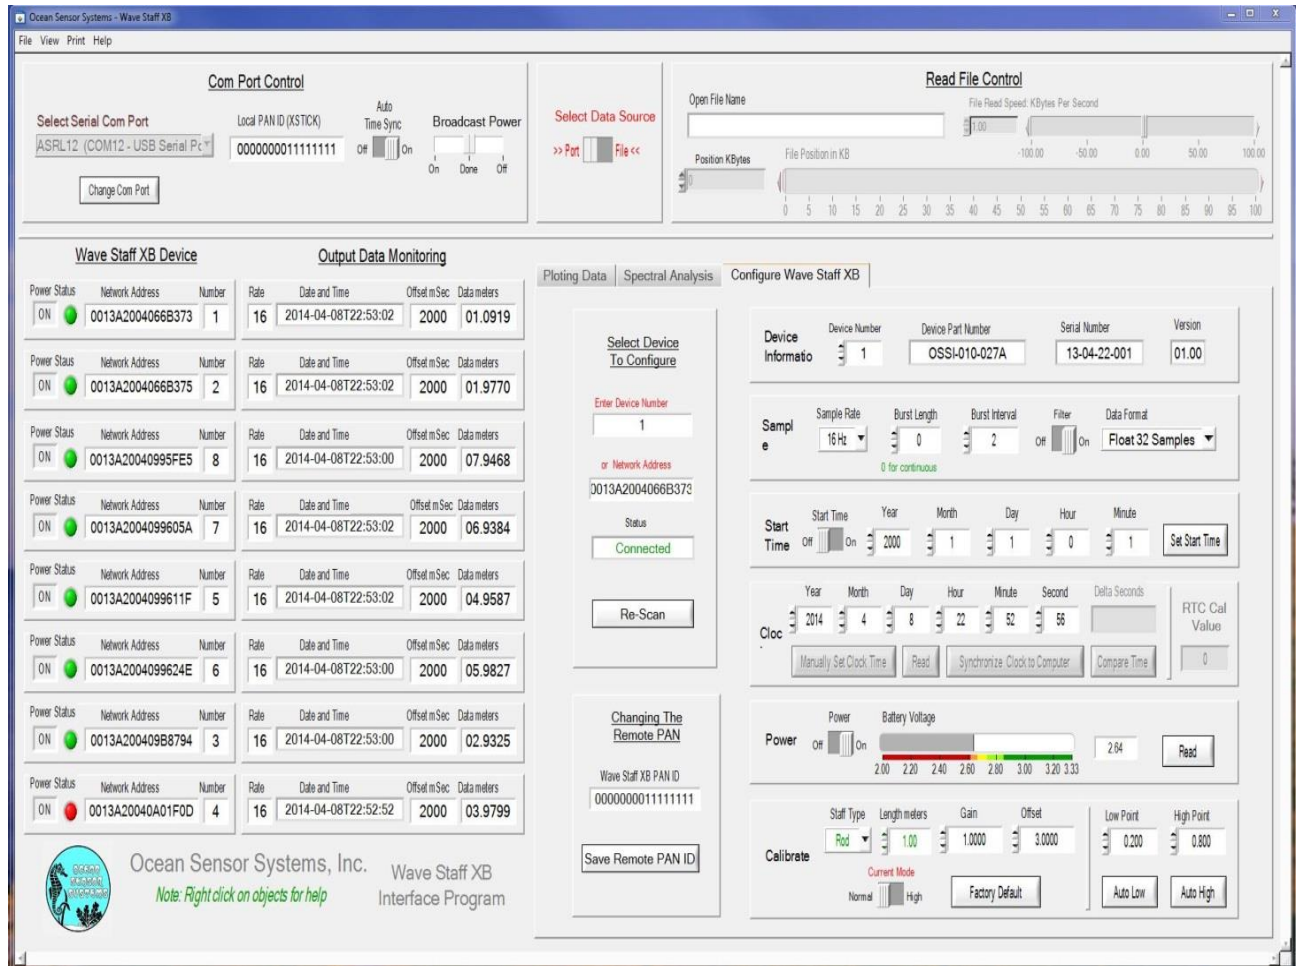 Ocean Sensor Systems - Wave Staff XB
File View Print Help
Com Port Control
Select Serial Com Port
ASRL12 (COM12 - USB Serial Pc
Change Com Port
Local PAN ID (XSTICK)
0000000011111111
Auto
Time Sync
Off On
Broadcast Power
On Done Off
Select Data Source
>> Port File <<
Read File Control
Open File Name
File Read Speed: KBytes Per Second
1.00
-100.00 -50.00 0.00 50.00 100.00
Position KBytes
0
File Position in KB
0 5 10 15 20 25 30 35 40 45 50 55 60 65 70 75 80 85 90 95 100
Wave Staff XB Device
Output Data Monitoring
Power Status Network Address Number Rate Date and Time Offset mSec Data meters
ON 0013A2004066B373 1 16 2014-04-08T22:53:02 2000 01.0919
Power Staus Network Address Number Rate Date and Time Offset mSec Data meters
ON 0013A2004066B375 2 16 2014-04-08T22:53:02 2000 01.9770
Power Staus Network Address Number Rate Date and Time Offset mSec Data meters
ON 0013A20040995FE5 8 16 2014-04-08T22:53:00 2000 07.9468
Power Status Network Address Number Rate Date and Time Offset mSec Data meters
ON 0013A2004099605A 7 16 2014-04-08T22:53:02 2000 06.9384
Power Status Network Address Number Rate Date and Time Offset mSec Data meters
ON 0013A2004099611F 5 16 2014-04-08T22:53:02 2000 04.9587
Power Status Network Address Number Rate Date and Time Offset mSec Data meters
ON 0013A2004099624E 6 16 2014-04-08T22:53:00 2000 05.9827
Power Status Network Address Number Rate Date and Time Offset mSec Data meters
ON 0013A200409B8794 3 16 2014-04-08T22:53:00 2000 02.9325
Power Status Network Address Number Rate Date and Time Offset mSec Data meters
ON 0013A20040A01F0D 4 16 2014-04-08T22:52:52 2000 03.9799
OCEAN
SENSOR
SYSTEMS
Ocean Sensor Systems, Inc.
Note: Right click on objects for help
Wave Staff XB
Interface Program
Ploting Data Spectral Analysis Configure Wave Staff XB
Select Device
To Configure
Enter Device Number
1
or Network Address
0013A2004066B373
Status
Connected
Re-Scan
Changing The
Remote PAN
Wave Staff XB PAN ID
0000000011111111
Save Remote PAN ID
Device
Informatio
Device Number Device Part Number Serial Number Version
1 OSSI-010-027A 13-04-22-001 01.00
Sampl
e
Sample Rate Burst Length Burst Interval Filter Data Format
16 Hz 0 2 Off On Float 32 Samples
0 for continuous
Start
Time
Start Time Year Month Day Hour Minute
Off On 2000 1 1 0 1 Set Start Time
Cloc
Year Month Day Hour Minute Second Delta Seconds
2014 4 8 22 52 56
Manually Set Clock Time Read Synchronize Clock to Computer Compare Time
RTC Cal
Value
0
Power
Power Battery Voltage
Off On 2.64 Read
2.00 2.20 2.40 2.60 2.80 3.00 3.20 3.33
Calibrate
Staff Type Length meters Gain Offset Low Point High Point
Rod 1.00 1.0000 3.0000 0.200 0.800
Current Mode
Normal High Factory Default Auto Low Auto High